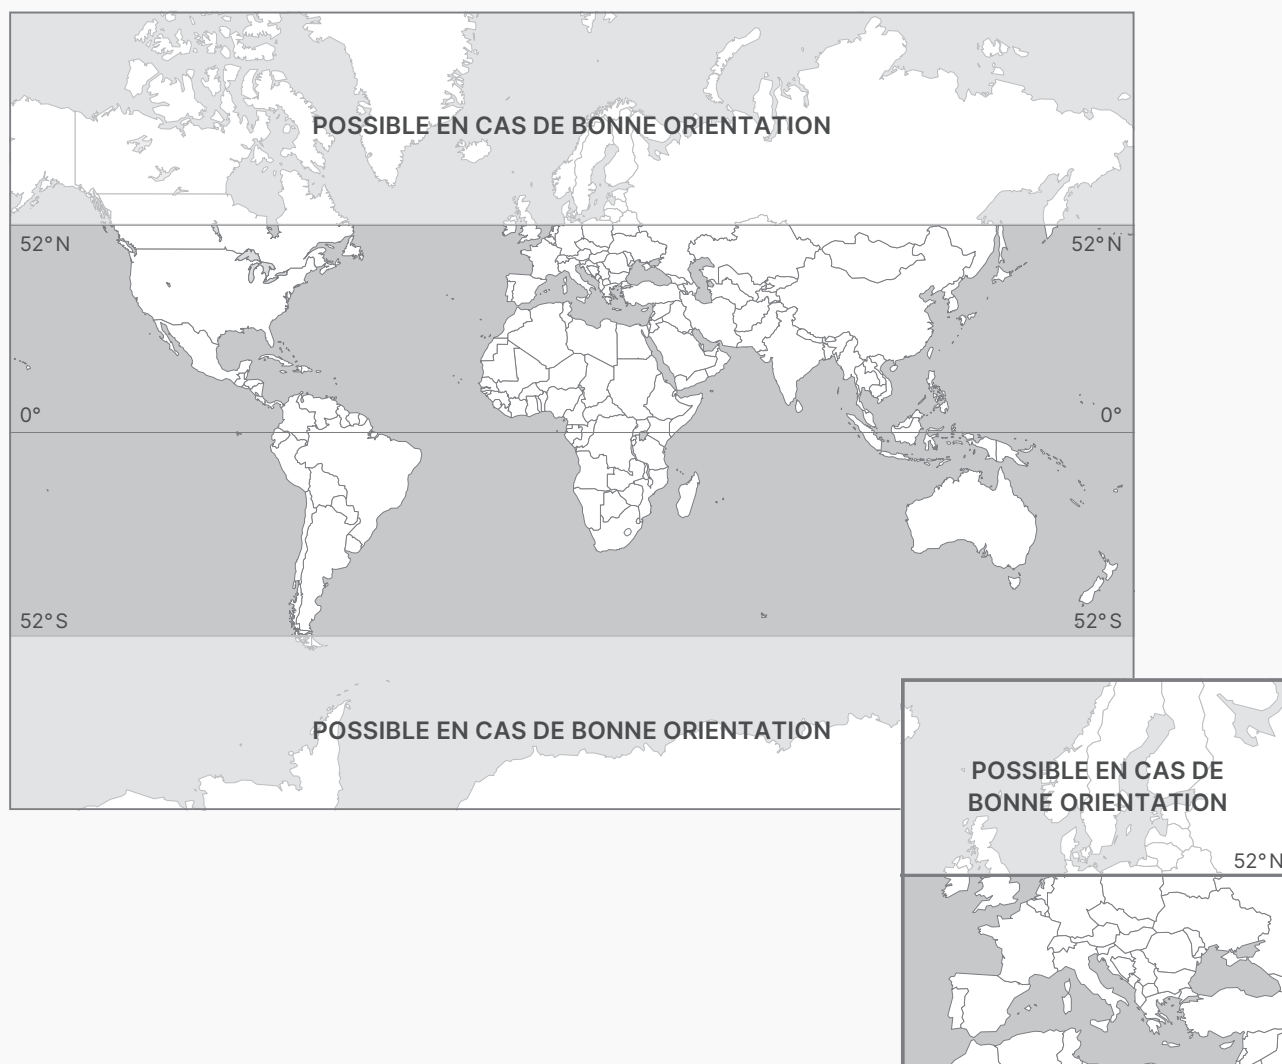 POSSIBLE EN CAS DE BONNE ORIENTATION
52°N 52°N
0° 0°
52°S 52°S
POSSIBLE EN CAS DE BONNE ORIENTATION
POSSIBLE EN CAS DE
BONNE ORIENTATION
52°N